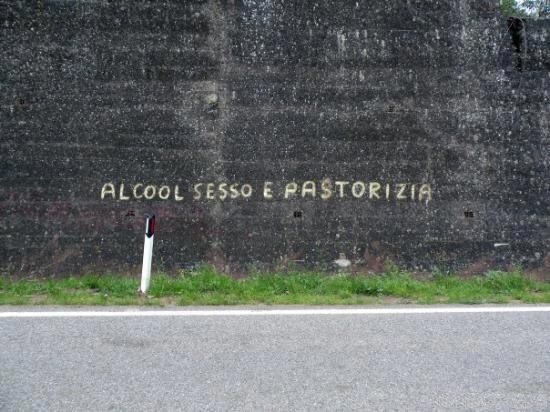 ALCOOL SESSO E PASTORIZIA